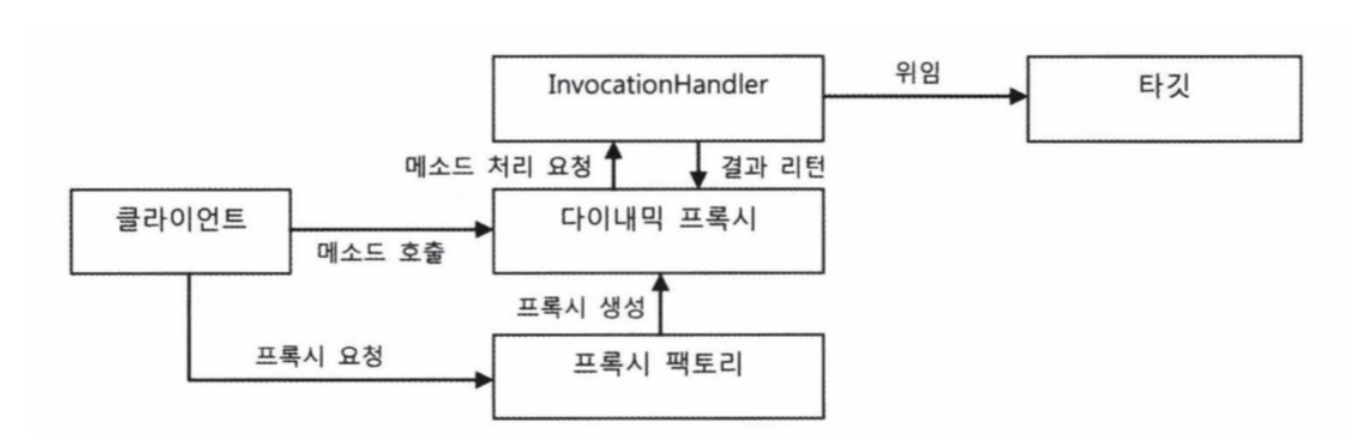 InvocationHandler
위임
타깃
메소드 처리 요청
결과 리턴
클라이언트
다이내믹 프록시
메소드 호출
프록시 생성
프록시 요청
프록시 팩토리